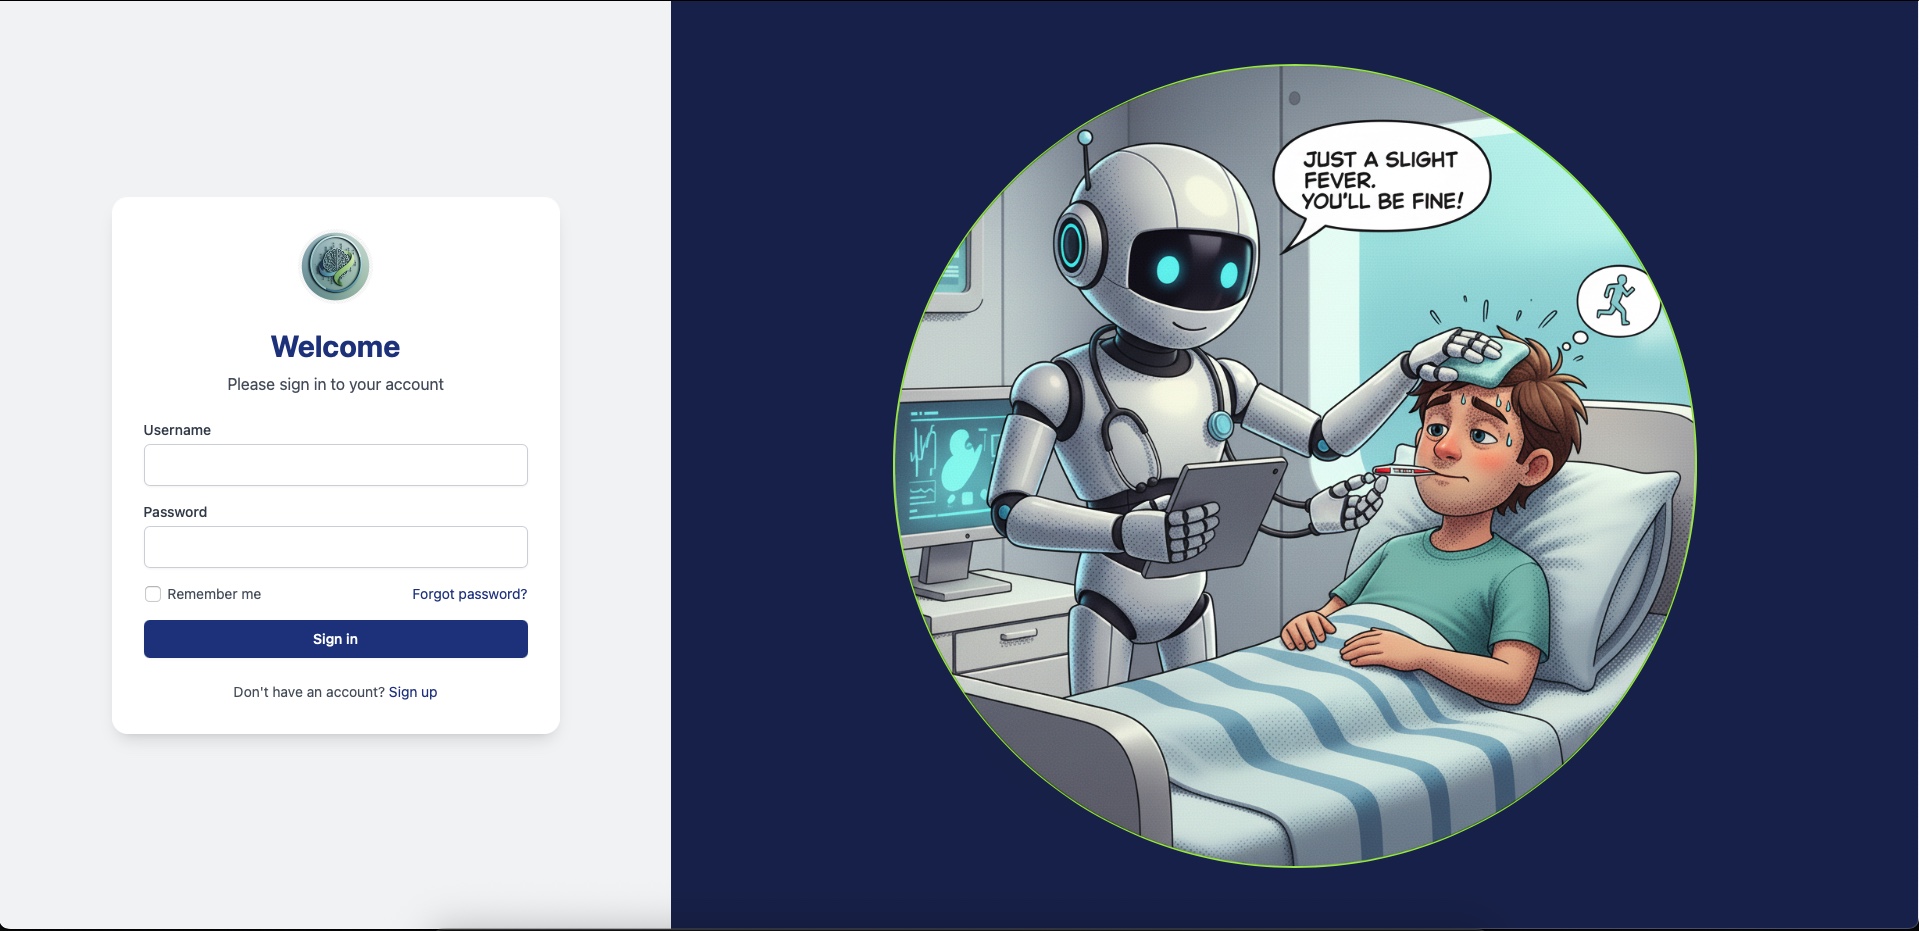 Welcome
Please sign in to your account
Username
Password
Remember me
Forgot password?
Sign in
Don't have an account? Sign up
JUST A SLIGHT
FEVER.
YOU'LL BE FINE!